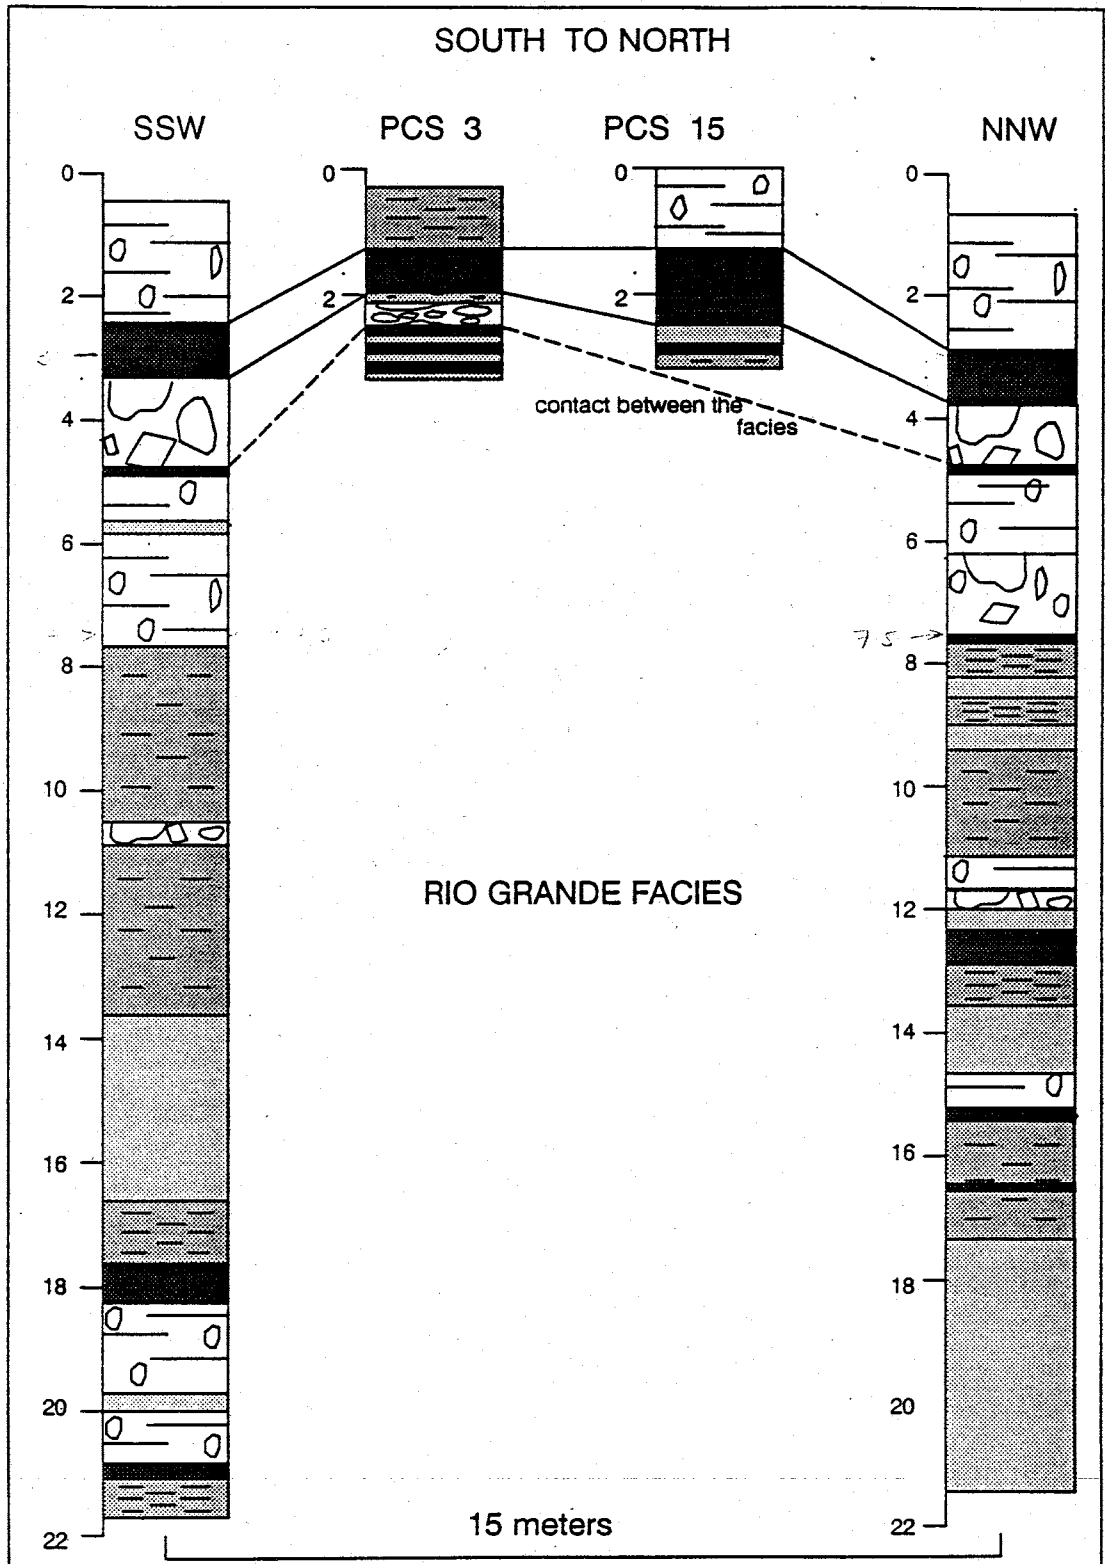 SOUTH TO NORTH
SSW PCS 3 PCS 15 NNW
0 0 0 0
2 2 2 2
4 4
contact between the
facies
6 6
7 5
8 8
10 10
RIO GRANDE FACIES
12 12
14 14
16 16
18 18
20 20
15 meters
22 22